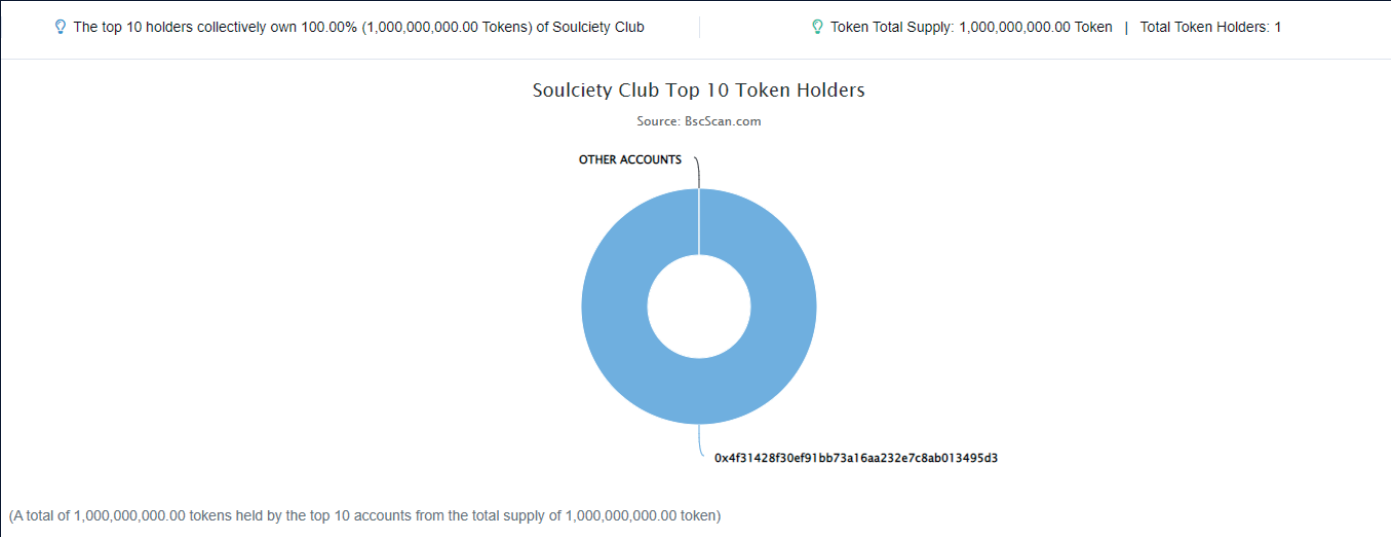 The top 10 holders collectively own 100.00% (1,000,000,000.00 Tokens) of Soulciety Club
Token Total Supply: 1,000,000,000.00 Token | Total Token Holders: 1
Soulciety Club Top 10 Token Holders
Source: BscScan.com
OTHER ACCOUNTS
0x4f31428f30ef91bb73a16aa232e7c8ab013495d3
(A total of 1,000,000,000.00 tokens held by the top 10 accounts from the total supply of 1,000,000,000.00 token)